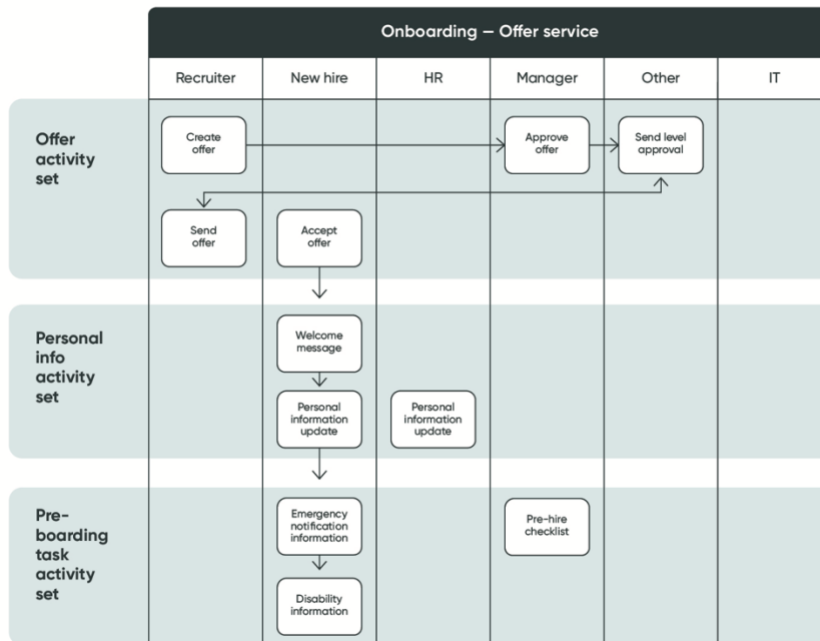 Onboarding — Offer service
Recruiter
New hire
HR
Manager
Other
IT
Offer
activity
set
Create
offer
Approve
offer
Send level
approval
Send
offer
Accept
offer
Personal
info
activity
set
Welcome
message
Personal
information
update
Personal
information
update
Pre-
boarding
task
activity
set
Emergency
notification
information
Pre-hire
checklist
Disability
information